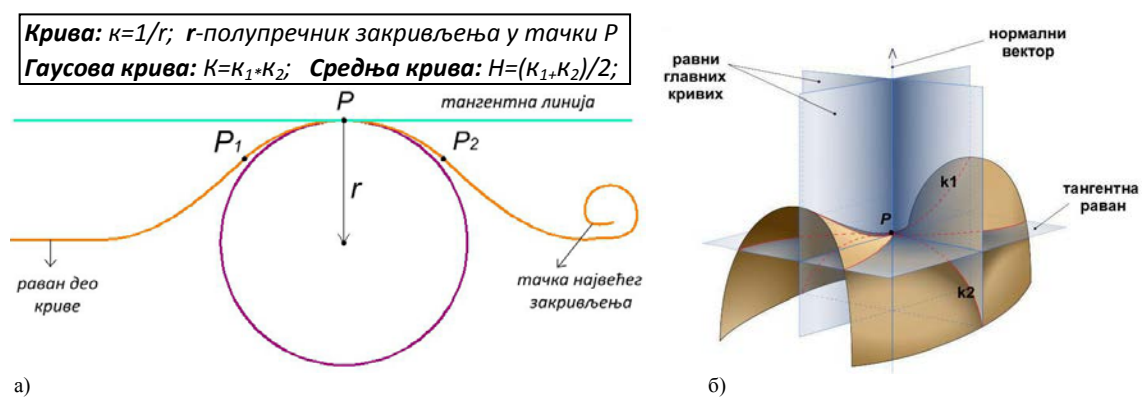 Крива: κ=1/r; r-полупречник закривљења у тачки P
Гаусова крива: K=κ₁*κ₂; Средња крива: H=(κ₁+κ₂)/2;
P
тангентна линија
P₁
P₂
r
раван део
криве
тачка највећег
закривљења
а)
нормални
вектор
равни
главних
кривих
k1
тангентна
раван
P
k2
б)